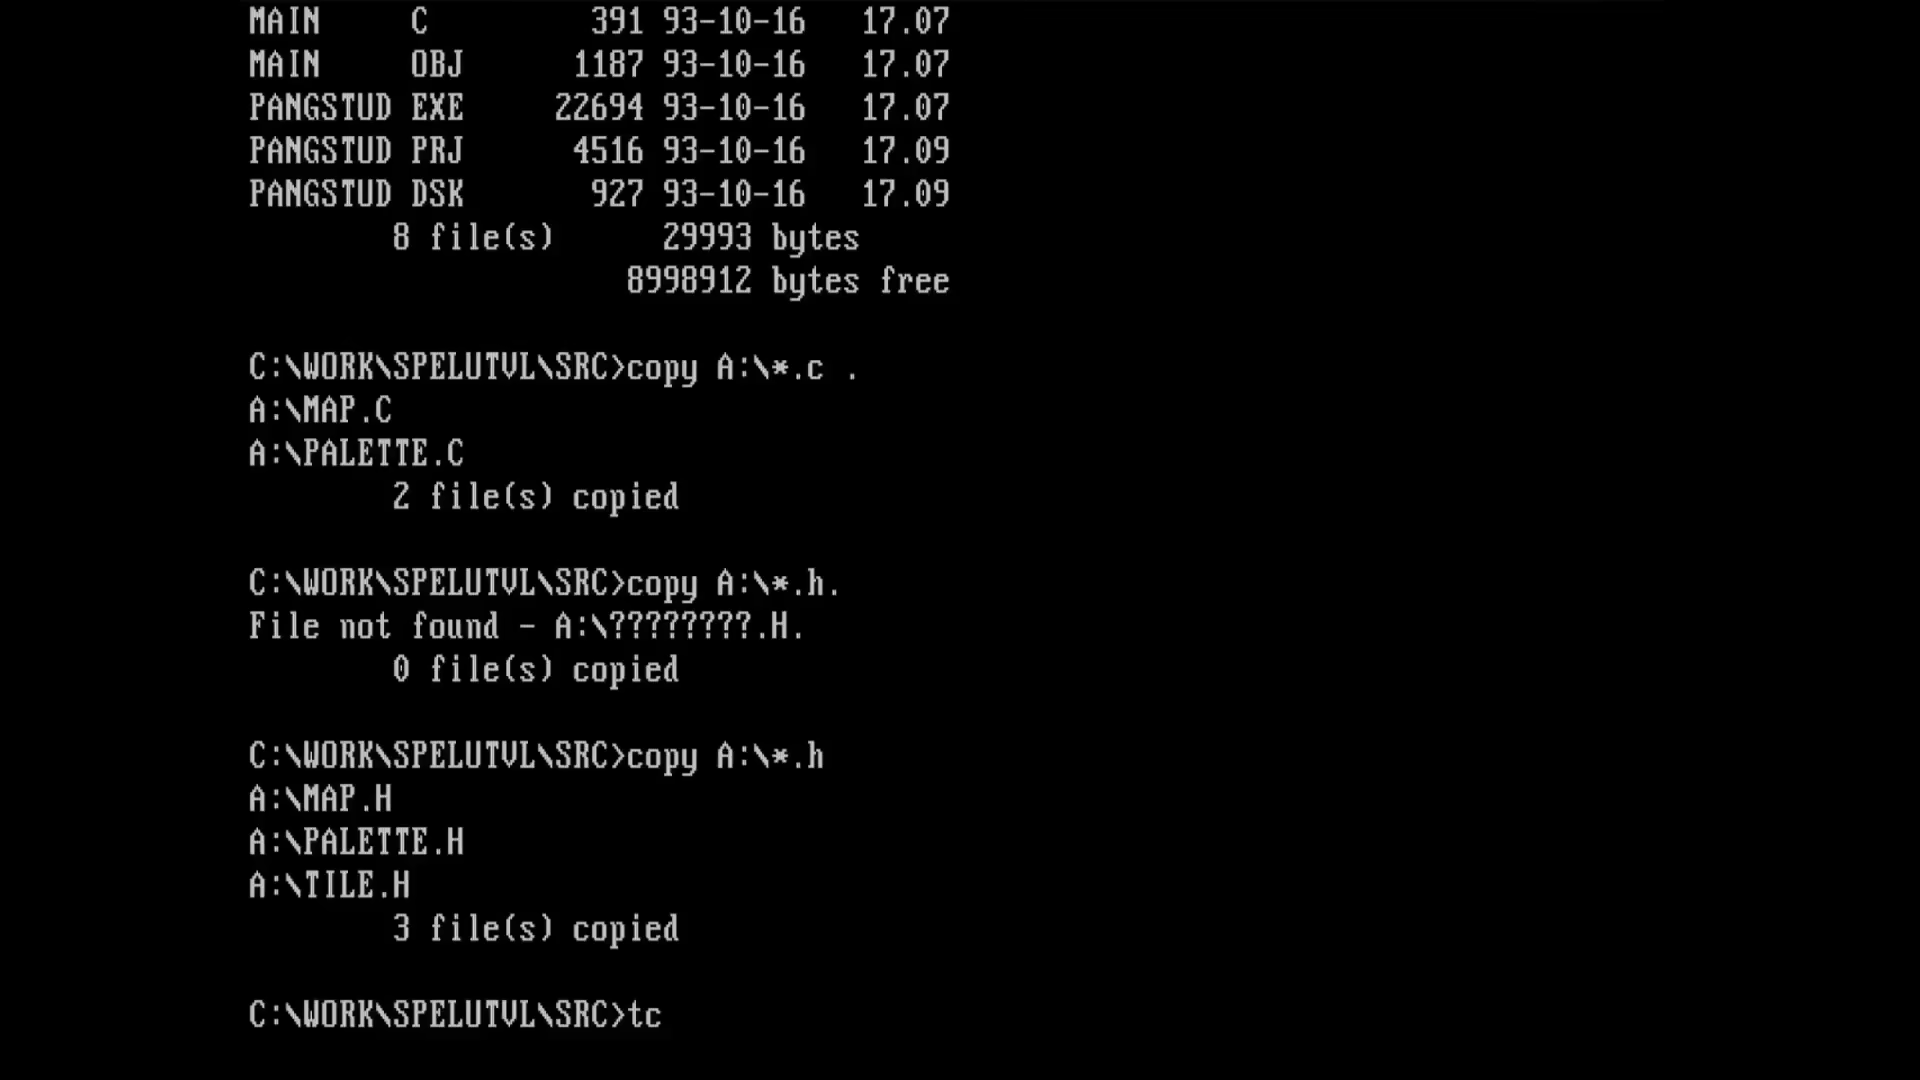 MAIN     C         391 93-10-16   17.07
MAIN     OBJ      1187 93-10-16   17.07
PANGSTUD EXE     22694 93-10-16   17.07
PANGSTUD PRJ      4516 93-10-16   17.09
PANGSTUD DSK       927 93-10-16   17.09
        8 file(s)      29993 bytes
                     8998912 bytes free

C:\WORK\SPELUTVL\SRC>copy A:\*.c .
A:\MAP.C
A:\PALETTE.C
        2 file(s) copied

C:\WORK\SPELUTVL\SRC>copy A:\*.h.
File not found - A:\????????.H.
        0 file(s) copied

C:\WORK\SPELUTVL\SRC>copy A:\*.h
A:\MAP.H
A:\PALETTE.H
A:\TILE.H
        3 file(s) copied

C:\WORK\SPELUTVL\SRC>tc